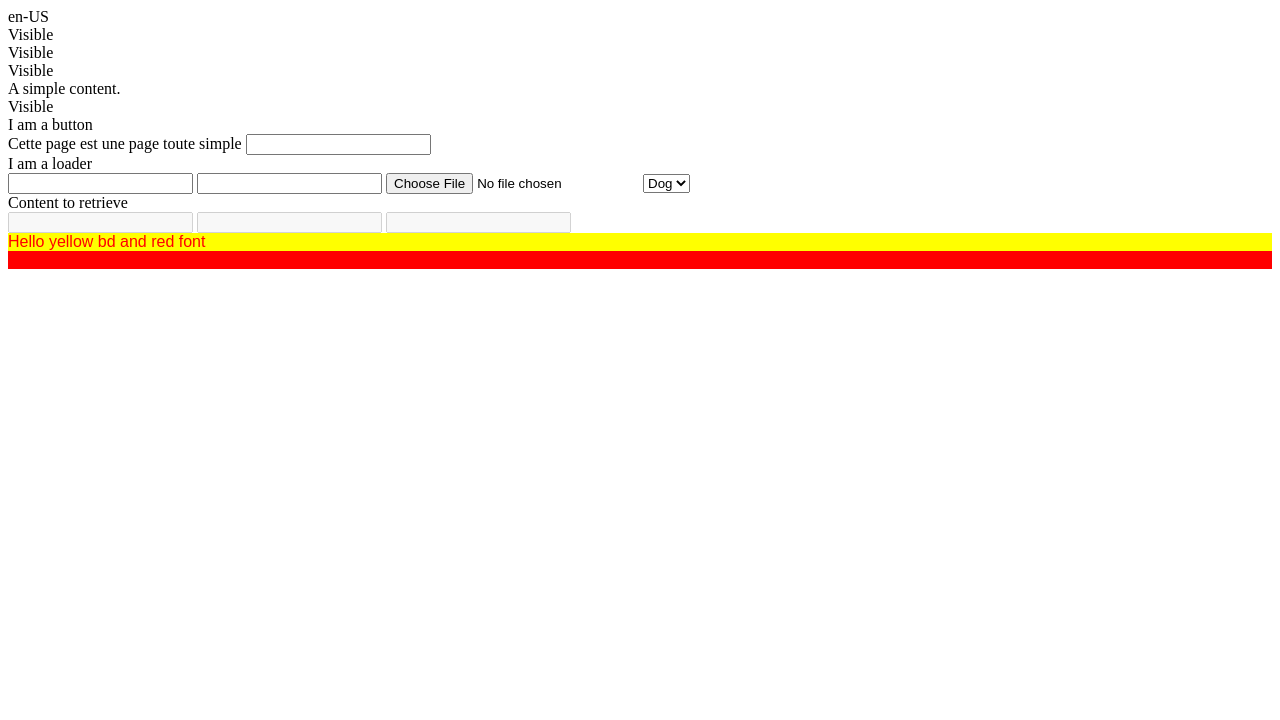 en-US
Visible
Visible
Visible
A simple content.
Visible
I am a button
Cette page est une page toute simple
I am a loader
Choose File No file chosen Dog
Content to retrieve
Hello yellow bd and red font